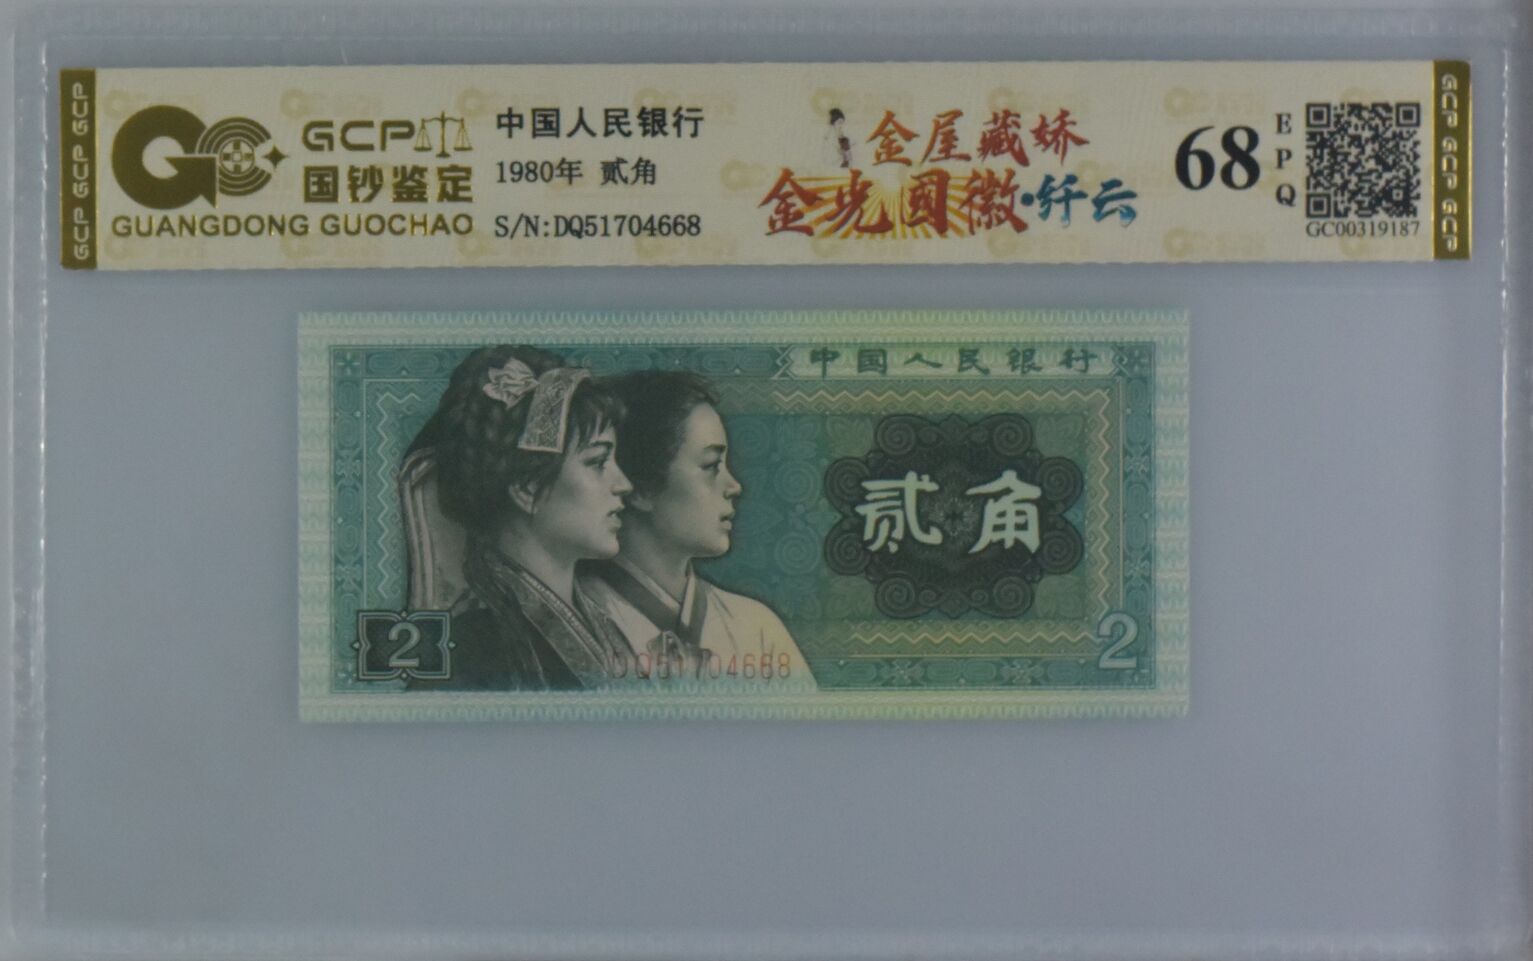 GCP GCP GCP
GCP
国钞鉴定
GUANGDONG GUOCHAO
中国人民银行
1980年 贰角
S/N:DQ51704668
金屋藏娇
金光國徽·纤云
68
EPQ
GC00319187
GCP GCP GCP
中国人民银行
贰角
2
DQ51704668
2